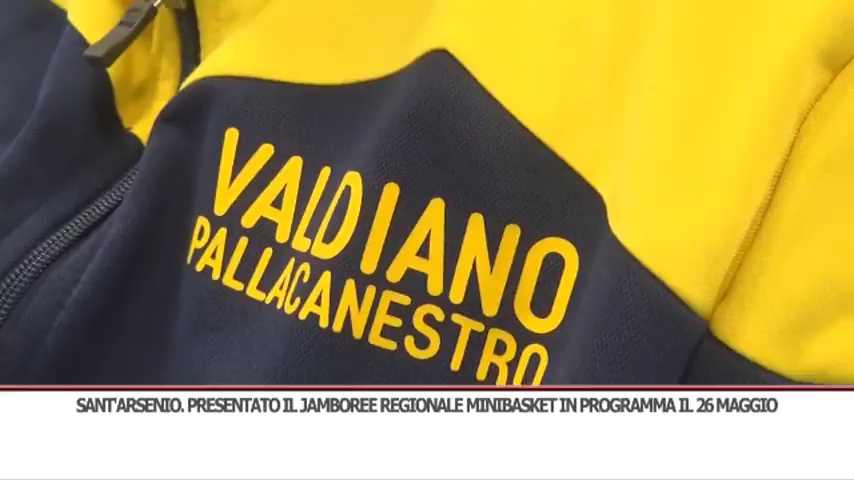 VALDIANO
PALLACANESTRO
SANT'ARSENIO. PRESENTATO IL JAMBOREE REGIONALE MINIBASKET IN PROGRAMMA IL 26 MAGGIO